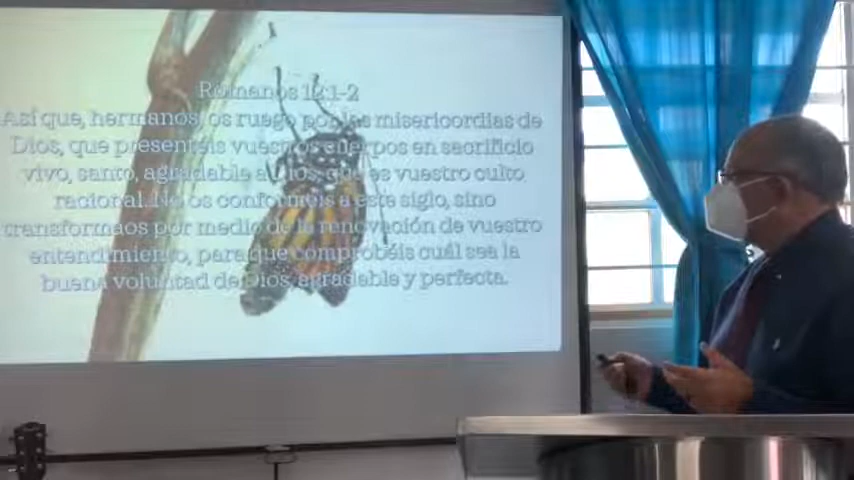 Romanos 12:1-2
Así que, hermanos, os ruego por las misericordias de
Dios, que presentéis vuestros cuerpos en sacrificio
vivo, santo, agradable a Dios, que es vuestro culto
racional. No os conforméis a este siglo, sino
transformaos por medio de la renovación de vuestro
entendimiento, para que comprobéis cuál sea la
buena voluntad de Dios, agradable y perfecta.